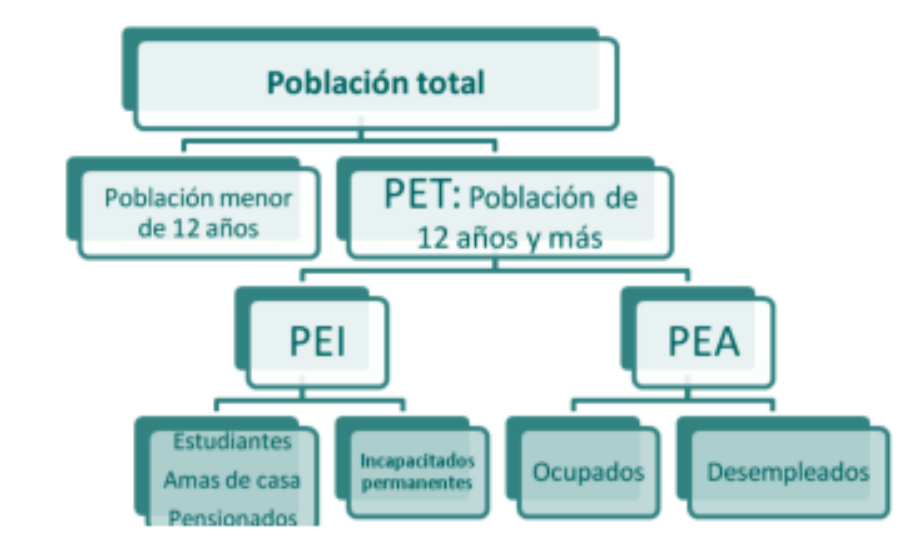 Población total
Población menor
de 12 años
PET: Población de
12 años y más
PEI
PEA
Estudiantes
Amas de casa
Pensionados
Incapacitados
permanentes
Ocupados
Desempleados